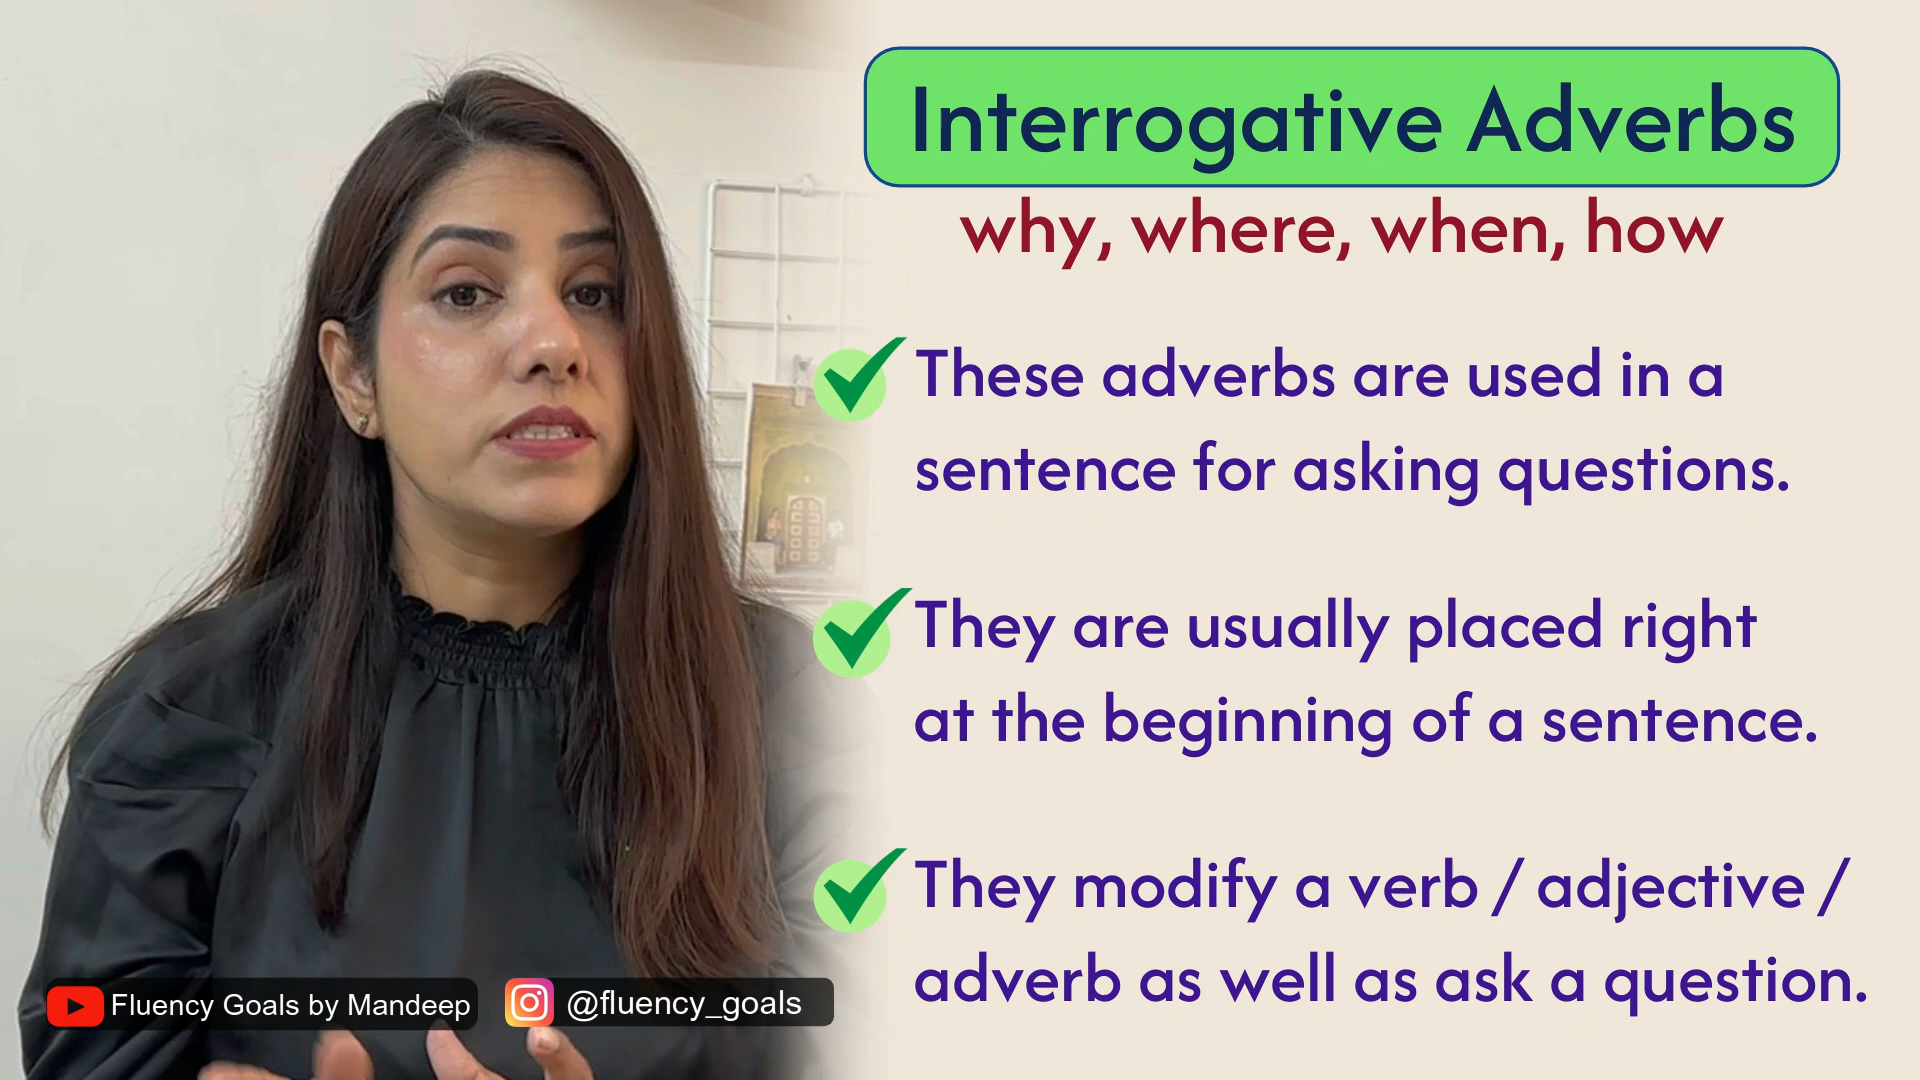 Interrogative Adverbs
why, where, when, how
These adverbs are used in a
sentence for asking questions.
They are usually placed right
at the beginning of a sentence.
They modify a verb / adjective /
adverb as well as ask a question.
Fluency Goals by Mandeep
@fluency_goals